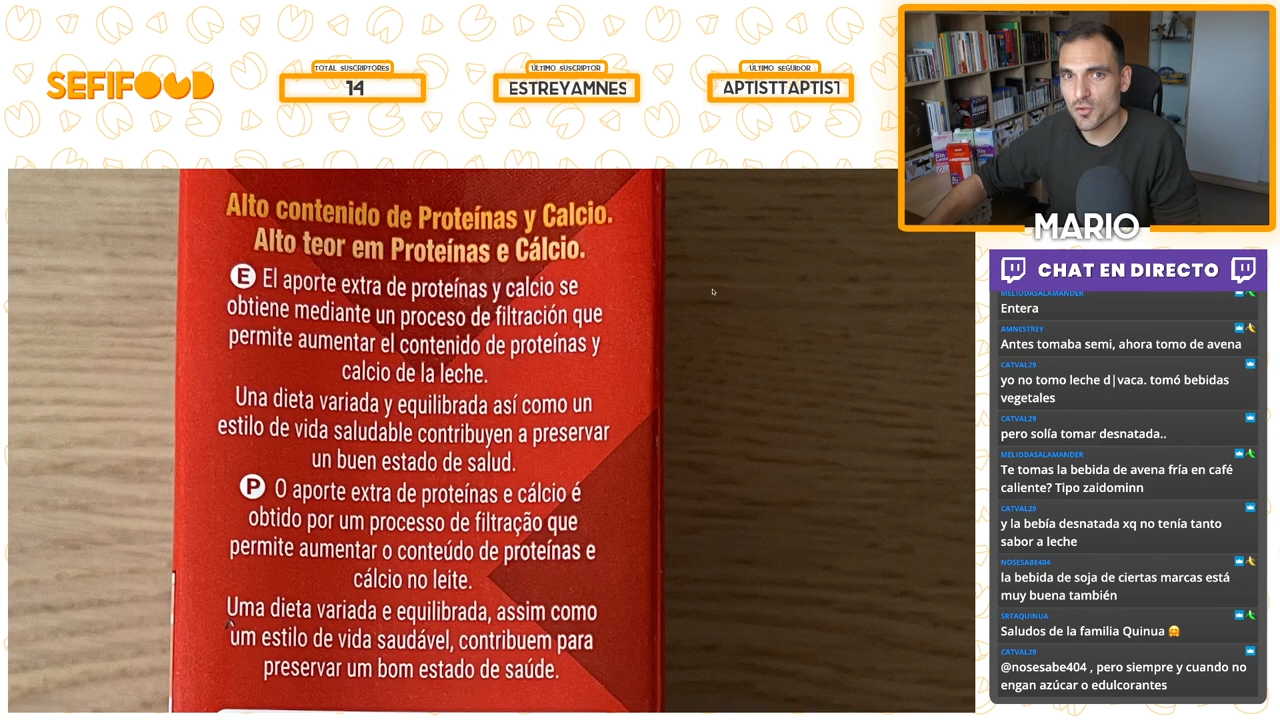 SEFIFOOD
TOTAL SUSCRIPTORES
14
ÚLTIMO SUSCRIPTOR
ESTREYAMNES
ÚLTIMO SEGUIDOR
APTISTTAPTIST
Sin
+PROTEÍNAS
Sin
MARIO
Alto contenido de Proteínas y Calcio.
Alto teor em Proteínas e Cálcio.
E El aporte extra de proteínas y calcio se
obtiene mediante un proceso de filtración que
permite aumentar el contenido de proteínas y
calcio de la leche.
Una dieta variada y equilibrada así como un
estilo de vida saludable contribuyen a preservar
un buen estado de salud.
P O aporte extra de proteínas e cálcio é
obtido por um processo de filtração que
permite aumentar o conteúdo de proteínas e
cálcio no leite.
Uma dieta variada e equilibrada, assim como
um estilo de vida saudável, contribuem para
preservar um bom estado de saúde.
CHAT EN DIRECTO
MELIODASALAMANDER
Entera
AMNESTREY
Antes tomaba semi, ahora tomo de avena
CATVAL29
yo no tomo leche d|vaca. tomó bebidas
vegetales
CATVAL29
pero solía tomar desnatada..
MELIODASALAMANDER
Te tomas la bebida de avena fría en café
caliente? Tipo zaidominn
CATVAL29
y la bebía desnatada xq no tenía tanto
sabor a leche
NOSESABE404
la bebida de soja de ciertas marcas está
muy buena también
SRTAQUINUA
Saludos de la familia Quinua 🤗
CATVAL29
@nosesabe404 , pero siempre y cuando no
engan azúcar o edulcorantes